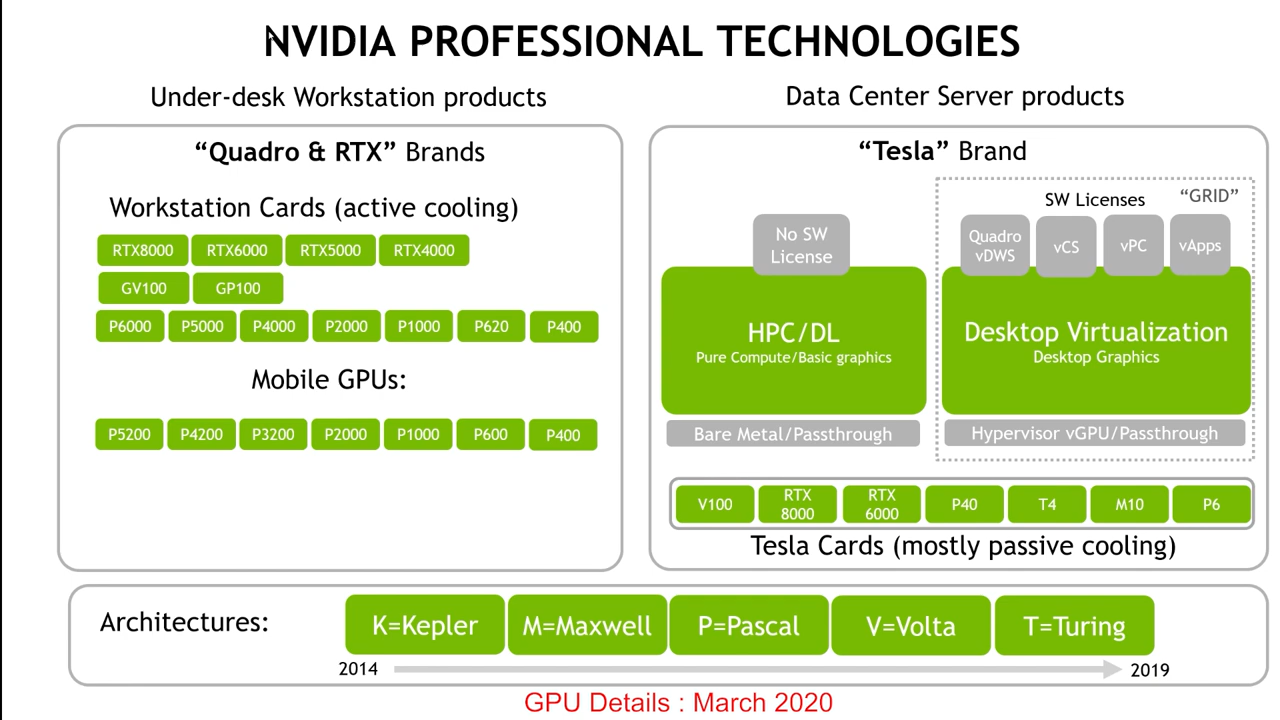 NVIDIA PROFESSIONAL TECHNOLOGIES
Under-desk Workstation products
“Quadro & RTX” Brands
Workstation Cards (active cooling)
RTX8000 RTX6000 RTX5000 RTX4000
GV100 GP100
P6000 P5000 P4000 P2000 P1000 P620 P400
Mobile GPUs:
P5200 P4200 P3200 P2000 P1000 P600 P400
Data Center Server products
“Tesla” Brand
No SW
License
HPC/DL
Pure Compute/Basic graphics
Bare Metal/Passthrough
SW Licenses “GRID”
Quadro
vDWS
vCS
vPC
vApps
Desktop Virtualization
Desktop Graphics
Hypervisor vGPU/Passthrough
V100
RTX
8000
RTX
6000
P40
T4
M10
P6
Tesla Cards (mostly passive cooling)
Architectures:
K=Kepler M=Maxwell P=Pascal V=Volta T=Turing
2014 2019
GPU Details : March 2020